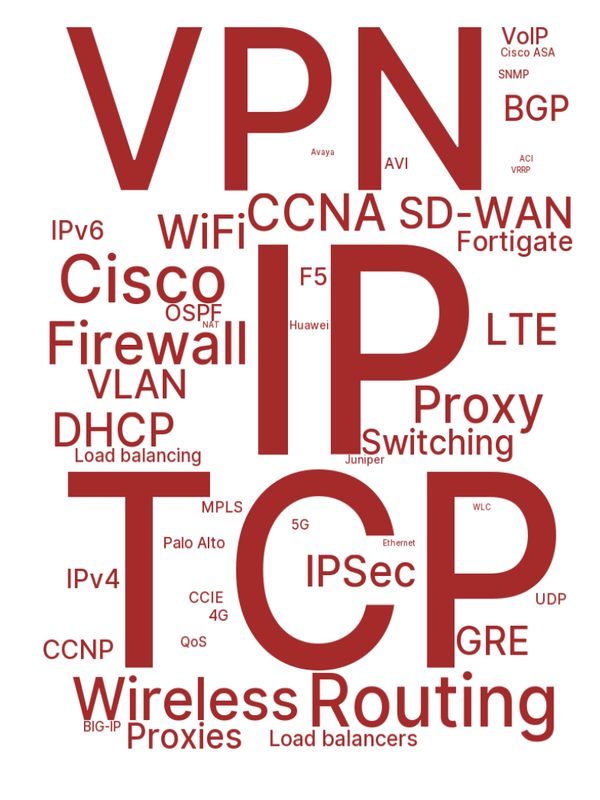 VPN
VoIP
Cisco ASA
SNMP
BGP
Avaya
AVI
ACI
VRRP
CCNA
SD-WAN
IPv6
WiFi
Fortigate
Cisco
IP
F5
OSPF
NAT
Huawei
Firewall
LTE
VLAN
Proxy
DHCP
Switching
Load balancing
Juniper
TCP
MPLS
WLC
5G
Palo Alto
Ethernet
IPSec
IPv4
CCIE
UDP
4G
QoS
GRE
CCNP
Wireless
Routing
BIG-IP
Proxies
Load balancers